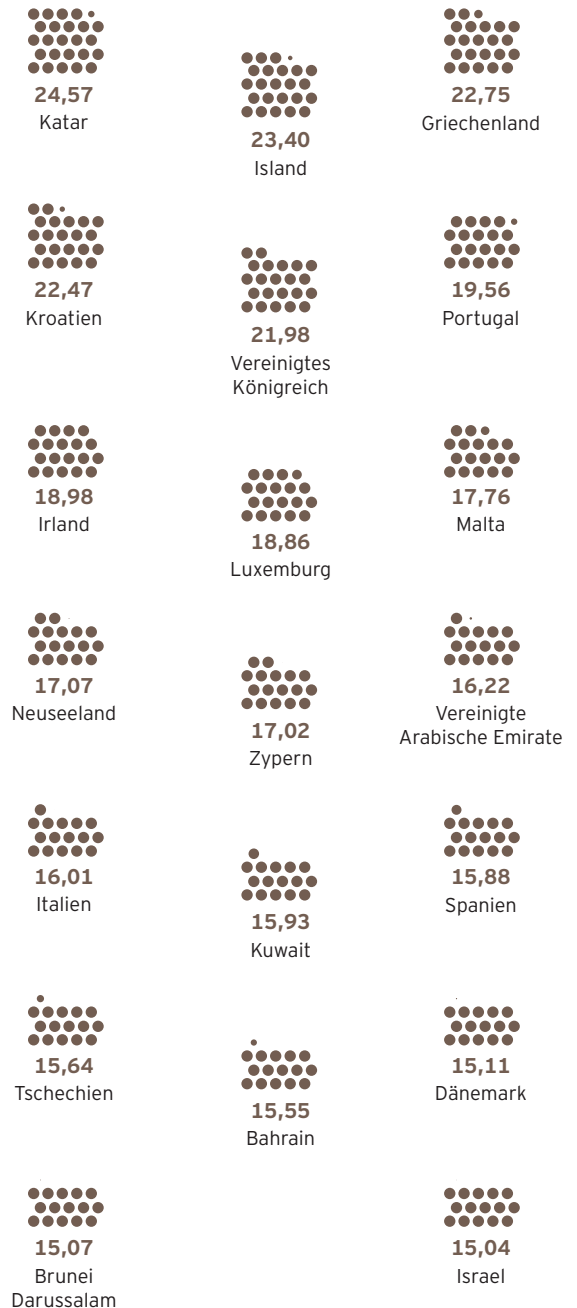 24,57
Katar
23,40
Island
22,75
Griechenland
22,47
Kroatien
21,98
Vereinigtes
Königreich
19,56
Portugal
18,98
Irland
18,86
Luxemburg
17,76
Malta
17,07
Neuseeland
17,02
Zypern
16,22
Vereinigte
Arabische Emirate
16,01
Italien
15,93
Kuwait
15,88
Spanien
15,64
Tschechien
15,55
Bahrain
15,11
Dänemark
15,07
Brunei
Darussalam
15,04
Israel